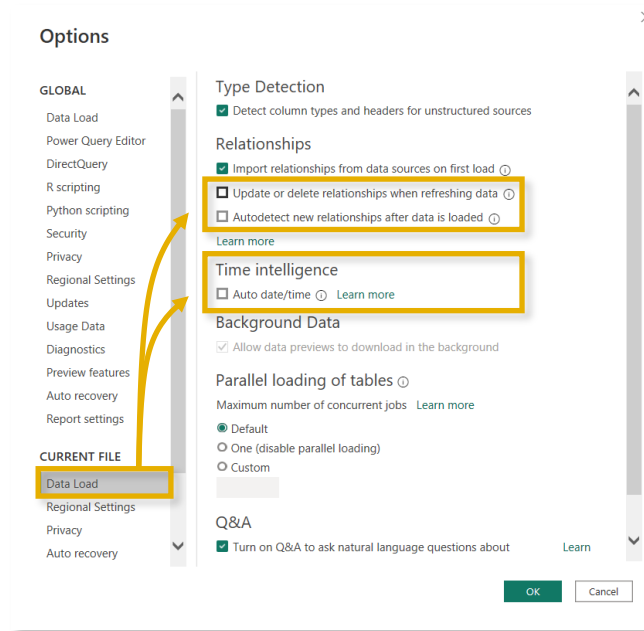 Options
GLOBAL
Data Load
Power Query Editor
DirectQuery
R scripting
Python scripting
Security
Privacy
Regional Settings
Updates
Usage Data
Diagnostics
Preview features
Auto recovery
Report settings
CURRENT FILE
Data Load
Regional Settings
Privacy
Auto recovery
Type Detection
Detect column types and headers for unstructured sources
Relationships
Import relationships from data sources on first load
Update or delete relationships when refreshing data
Autodetect new relationships after data is loaded
Learn more
Time intelligence
Auto date/time Learn more
Background Data
Allow data previews to download in the background
Parallel loading of tables
Maximum number of concurrent jobs Learn more
Default
One (disable parallel loading)
Custom
Q&A
Turn on Q&A to ask natural language questions about Learn
OK Cancel